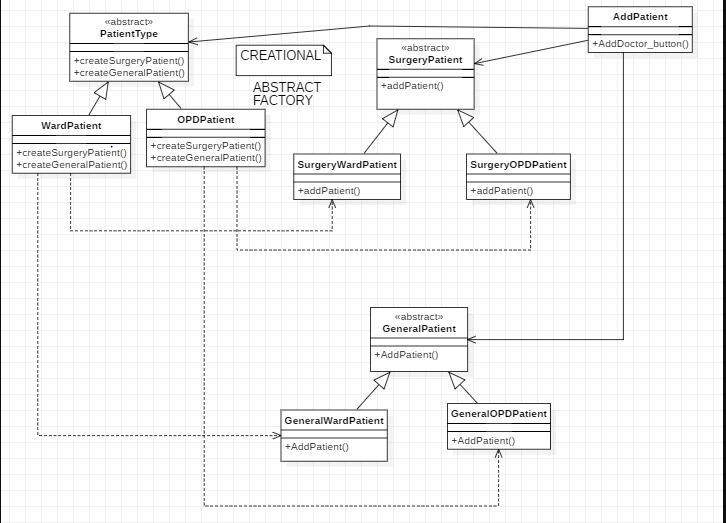 «abstract»
PatientType
+createSurgeryPatient()
+createGeneralPatient()
CREATIONAL
ABSTRACT
FACTORY
«abstract»
SurgeryPatient
+addPatient()
AddPatient
+AddDoctor_button()
WardPatient
+createSurgeryPatient()
+createGeneralPatient()
OPDPatient
+createSurgeryPatient()
+createGeneralPatient()
SurgeryWardPatient
+addPatient()
SurgeryOPDPatient
+addPatient()
«abstract»
GeneralPatient
+AddPatient()
GeneralWardPatient
+AddPatient()
GeneralOPDPatient
+AddPatient()